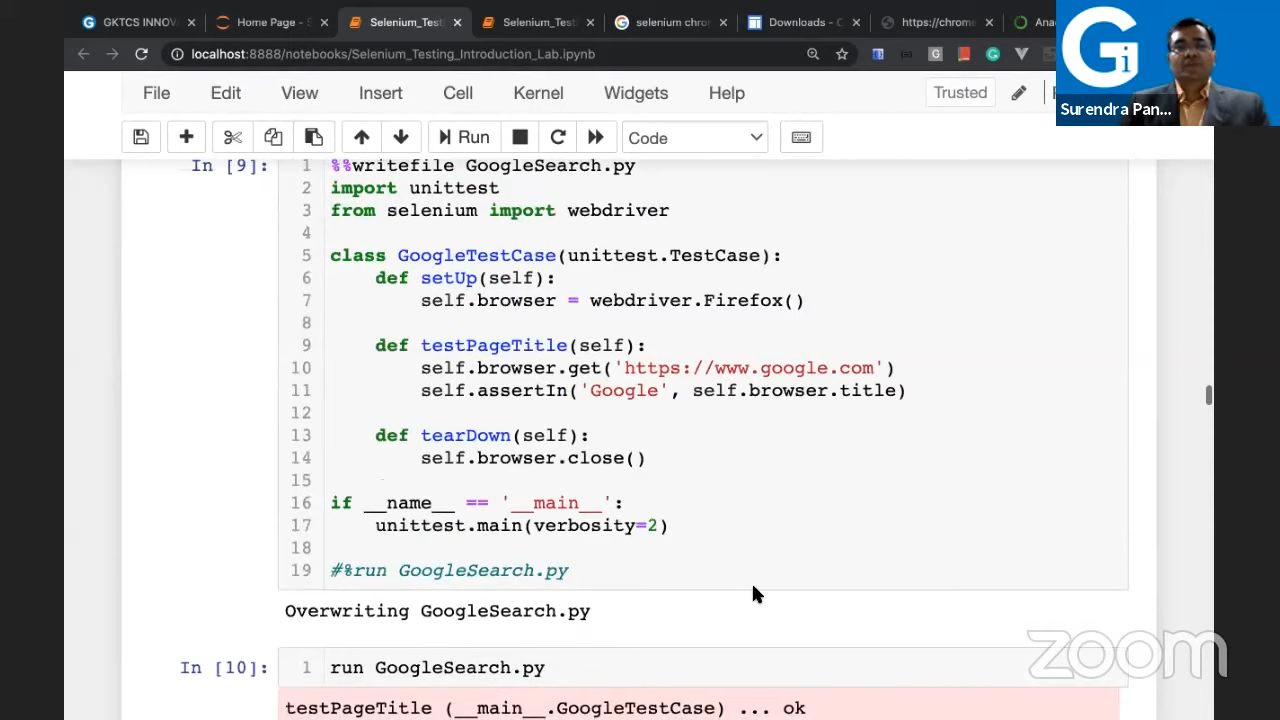 GKTCS INNOV
Home Page - S
Selenium_Test
Selenium_Test
selenium chro
Downloads - C
https://chrome
Ana
localhost:8888/notebooks/Selenium_Testing_Introduction_Lab.ipynb
Gi
Surendra Pan...
File Edit View Insert Cell Kernel Widgets Help Trusted
Run Code
In [9]:
1 %%writefile GoogleSearch.py
2 import unittest
3 from selenium import webdriver
4
5 class GoogleTestCase(unittest.TestCase):
6 def setUp(self):
7 self.browser = webdriver.Firefox()
8
9 def testPageTitle(self):
10 self.browser.get('https://www.google.com')
11 self.assertIn('Google', self.browser.title)
12
13 def tearDown(self):
14 self.browser.close()
15
16 if __name__ == '__main__':
17 unittest.main(verbosity=2)
18
19 #%run GoogleSearch.py
Overwriting GoogleSearch.py
zoom
In [10]: 1 run GoogleSearch.py
testPageTitle (__main__.GoogleTestCase) ... ok